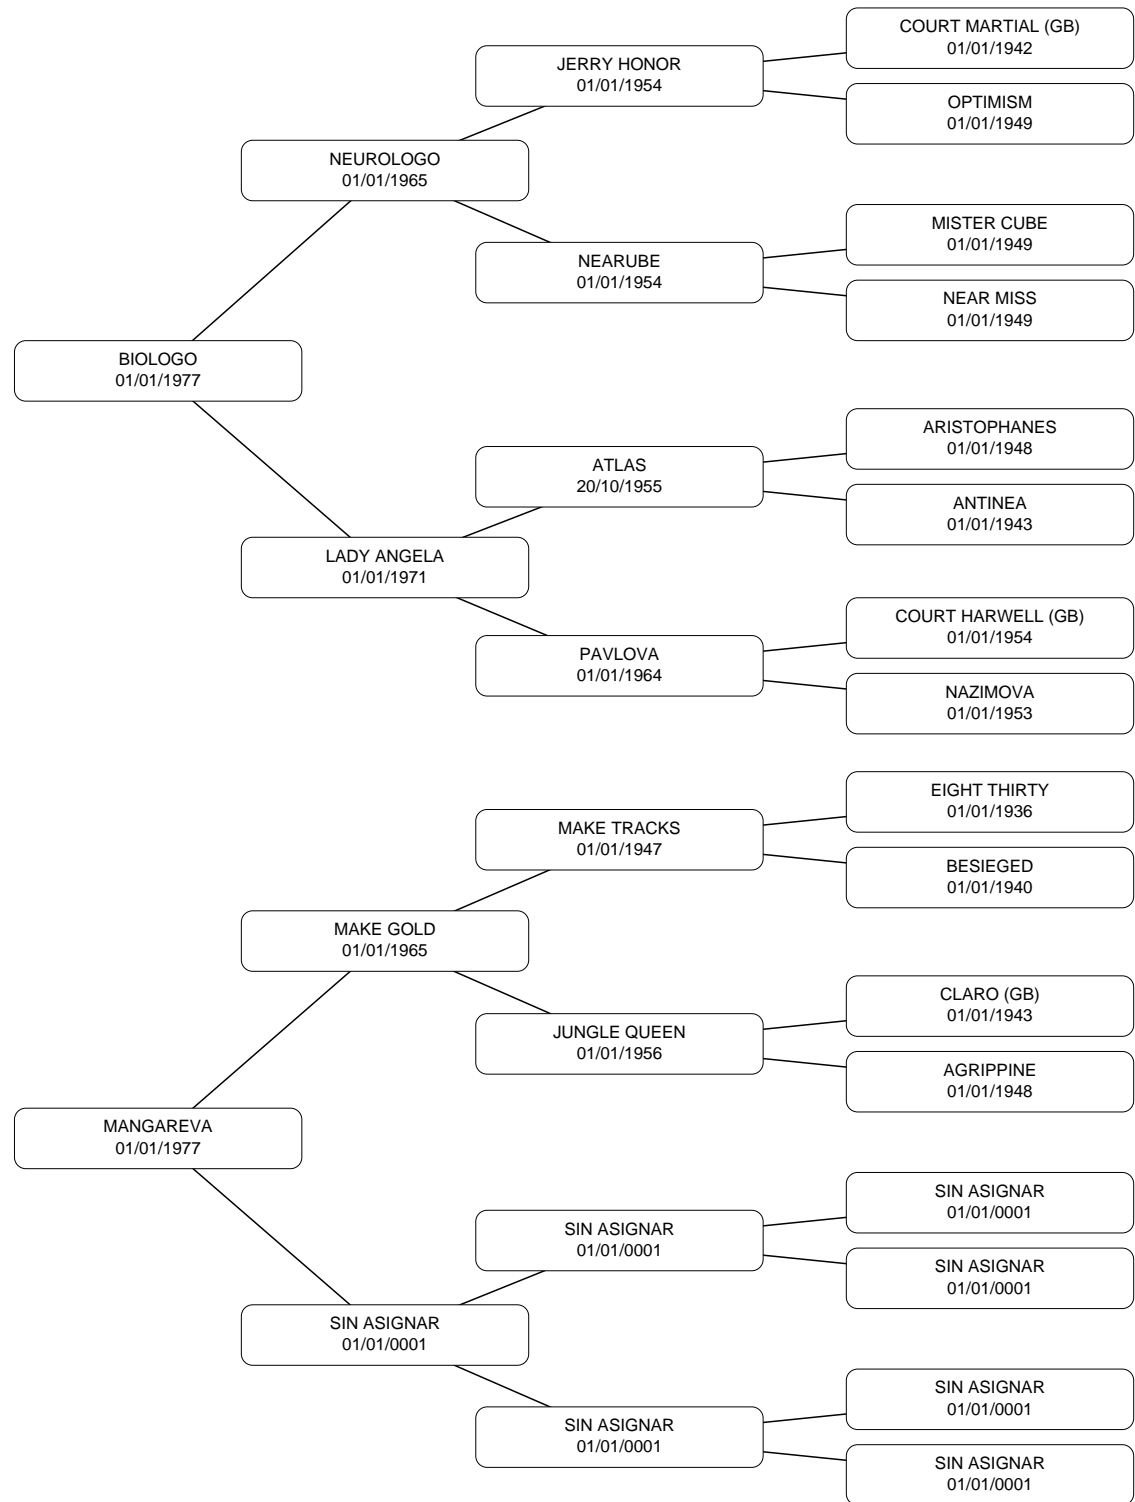 COURT MARTIAL (GB)
01/01/1942
JERRY HONOR
01/01/1954
OPTIMISM
01/01/1949
NEUROLOGO
01/01/1965
MISTER CUBE
01/01/1949
NEARUBE
01/01/1954
NEAR MISS
01/01/1949
BIOLOGO
01/01/1977
ARISTOPHANES
01/01/1948
ATLAS
20/10/1955
ANTINEA
01/01/1943
LADY ANGELA
01/01/1971
COURT HARWELL (GB)
01/01/1954
PAVLOVA
01/01/1964
NAZIMOVA
01/01/1953
EIGHT THIRTY
01/01/1936
MAKE TRACKS
01/01/1947
BESIEGED
01/01/1940
MAKE GOLD
01/01/1965
CLARO (GB)
01/01/1943
JUNGLE QUEEN
01/01/1956
AGRIPPINE
01/01/1948
MANGAREVA
01/01/1977
SIN ASIGNAR
01/01/0001
SIN ASIGNAR
01/01/0001
SIN ASIGNAR
01/01/0001
SIN ASIGNAR
01/01/0001
SIN ASIGNAR
01/01/0001
SIN ASIGNAR
01/01/0001
SIN ASIGNAR
01/01/0001